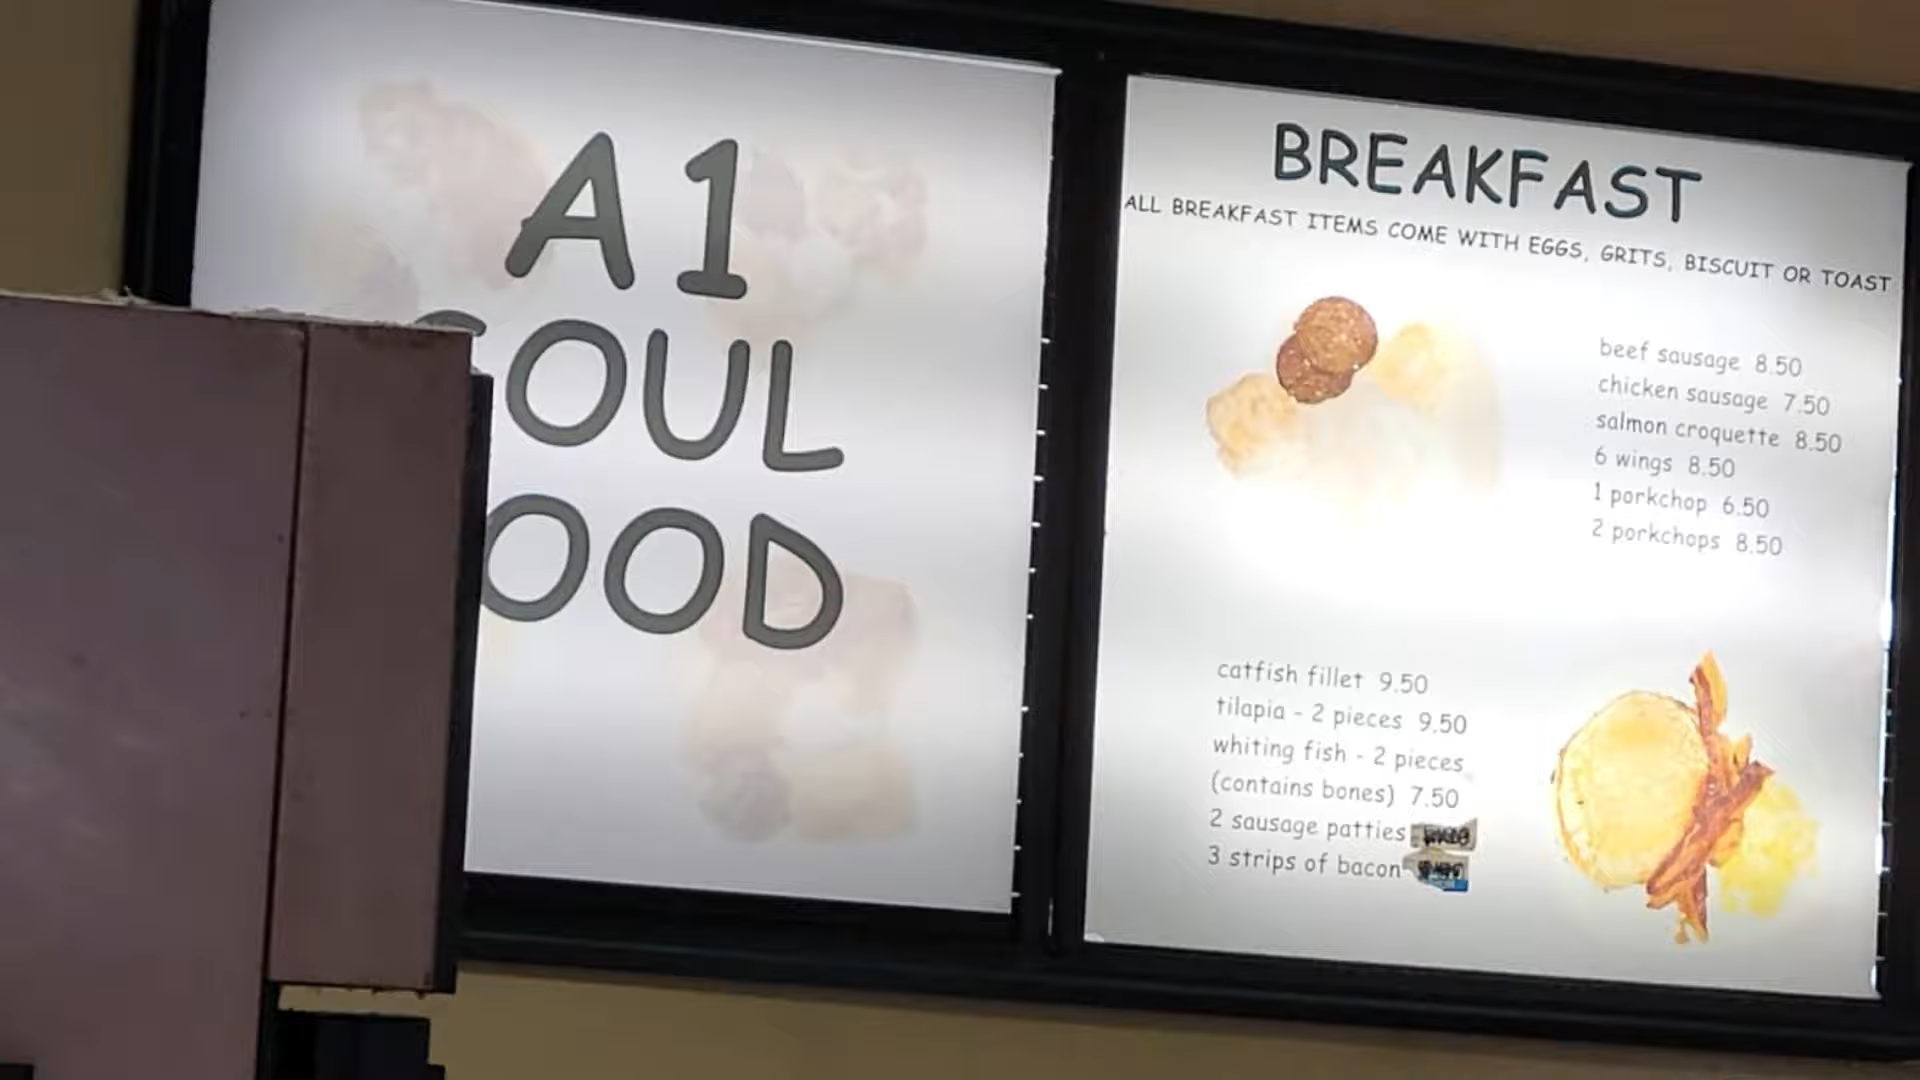 A1
SOUL
OOD
BREAKFAST
ALL BREAKFAST ITEMS COME WITH EGGS, GRITS, BISCUIT OR TOAST
beef sausage 8.50
chicken sausage 7.50
salmon croquette 8.50
6 wings 8.50
1 porkchop 6.50
2 porkchops 8.50
catfish fillet 9.50
tilapia - 2 pieces 9.50
whiting fish - 2 pieces
(contains bones) 7.50
2 sausage patties
3 strips of bacon